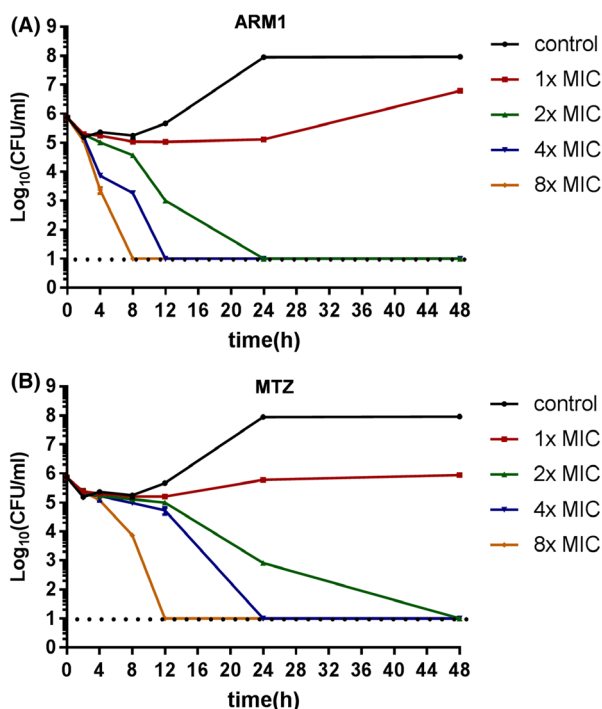 (A)
ARM1
Log10(CFU/ml)
9
8
7
6
5
4
3
2
1
0
0 4 8 12 16 20 24 28 32 36 40 44 48
time(h)
control
1x MIC
2x MIC
4x MIC
8x MIC
(B)
MTZ
Log10(CFU/ml)
9
8
7
6
5
4
3
2
1
0
0 4 8 12 16 20 24 28 32 36 40 44 48
time(h)
control
1x MIC
2x MIC
4x MIC
8x MIC